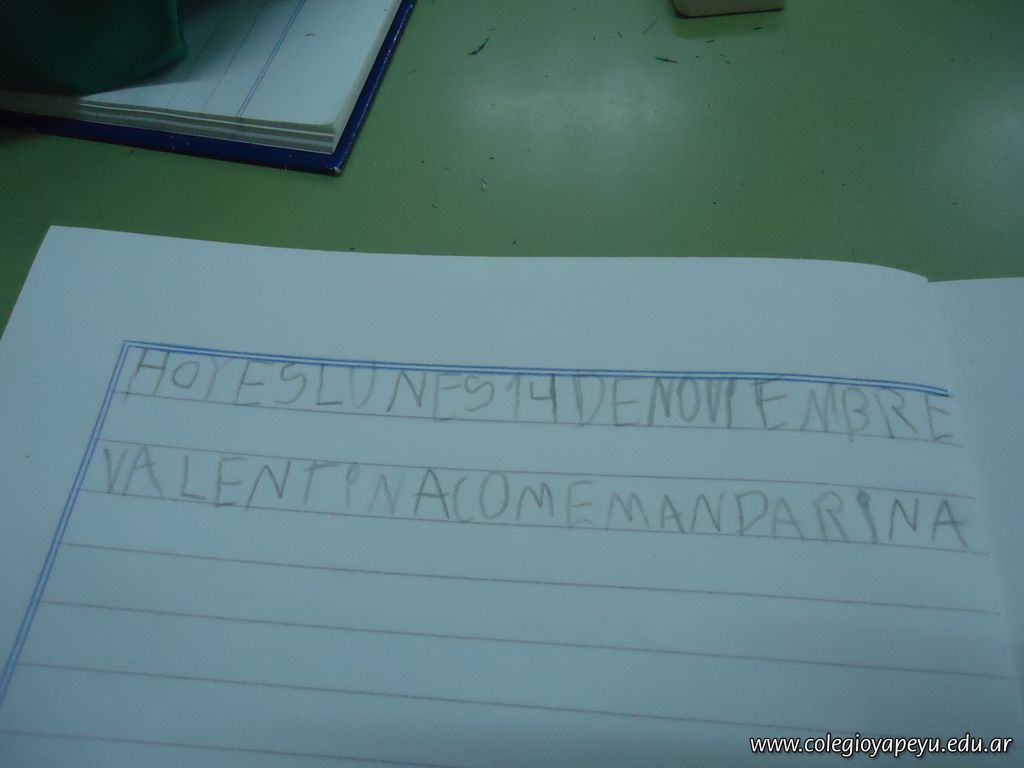 HOYESLUNES14DENOVIEMBRE
VALENTINACOMEMANDARINA
www.colegioyapeyu.edu.ar